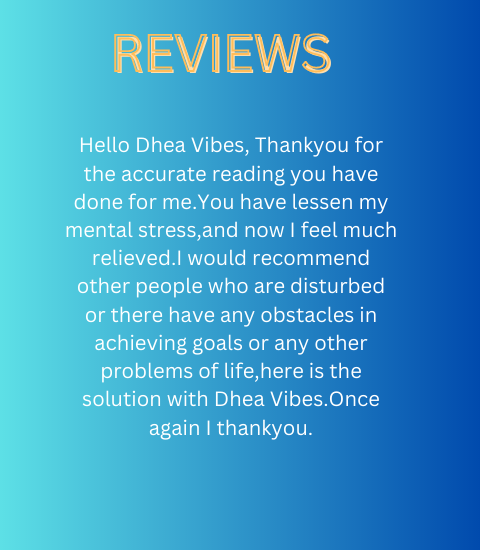 REVIEWS
Hello Dhea Vibes, Thankyou for
the accurate reading you have
done for me.You have lessen my
mental stress,and now I feel much
relieved.I would recommend
other people who are disturbed
or there have any obstacles in
achieving goals or any other
problems of life,here is the
solution with Dhea Vibes.Once
again I thankyou.